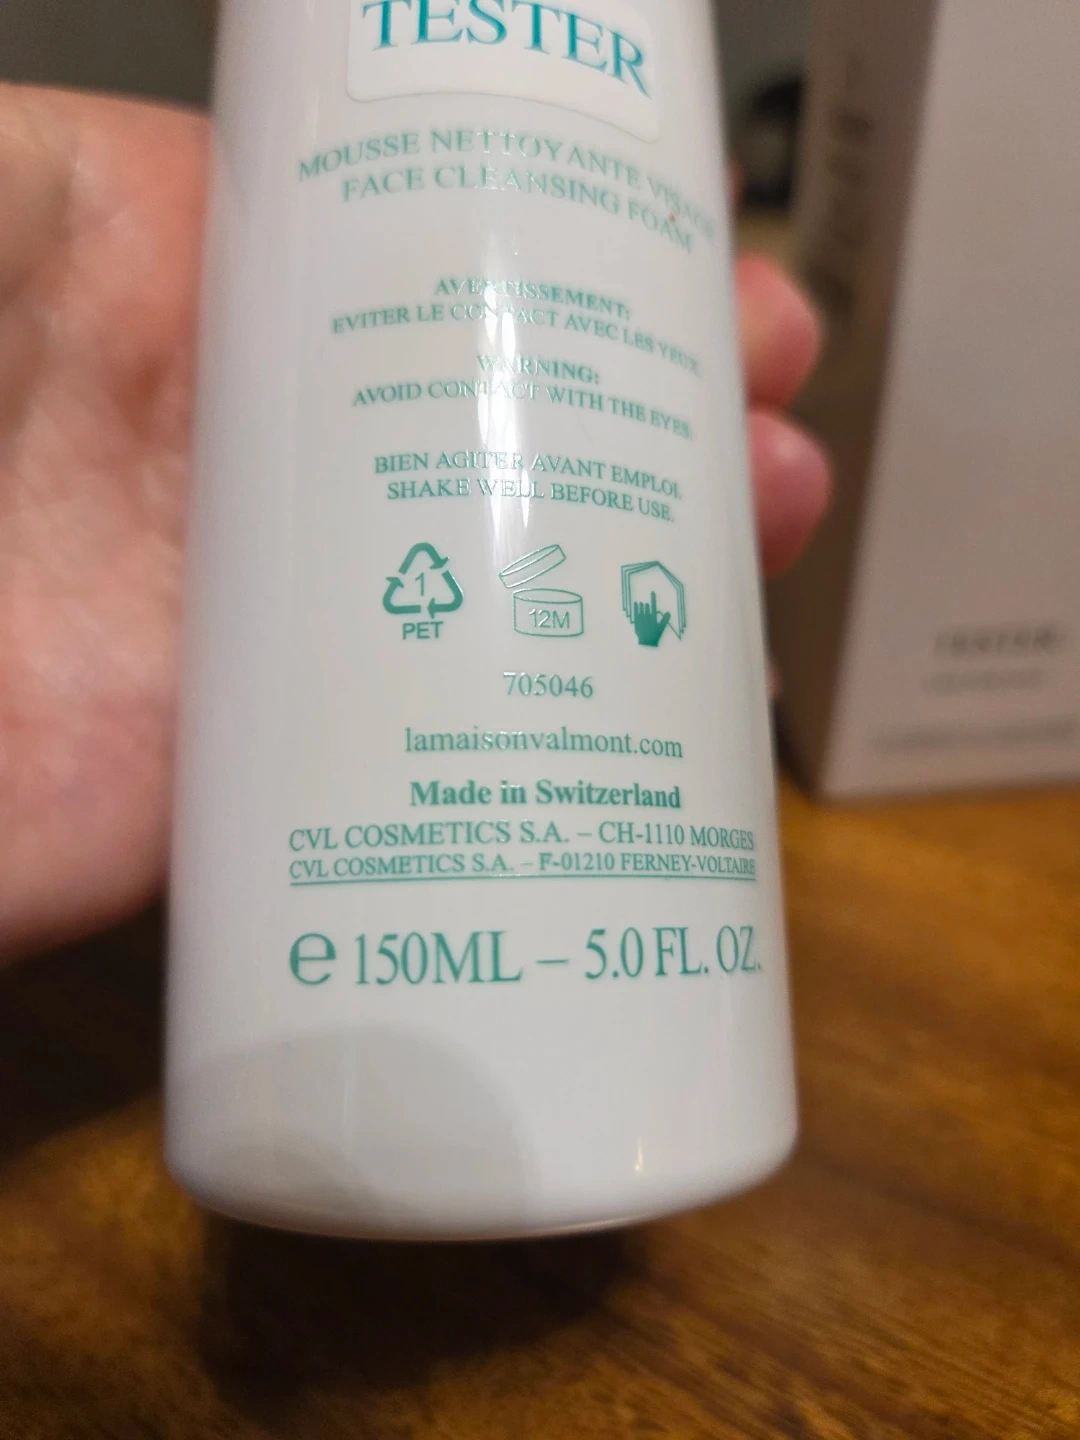 TESTER
MOUSSE NETTOYANTE VISAGE
FACE CLEANSING FOAM
AVERTISSEMENT:
EVITER LE CONTACT AVEC LES YEUX.
WARNING:
AVOID CONTACT WITH THE EYES.
BIEN AGITER AVANT EMPLOI.
SHAKE WELL BEFORE USE.
1
PET
12M
705046
lamaisonvalmont.com
Made in Switzerland
CVL COSMETICS S.A. – CH-1110 MORGES
CVL COSMETICS S.A. – F-01210 FERNEY-VOLTAIRE
e 150ML – 5.0 FL. OZ.
TESTER